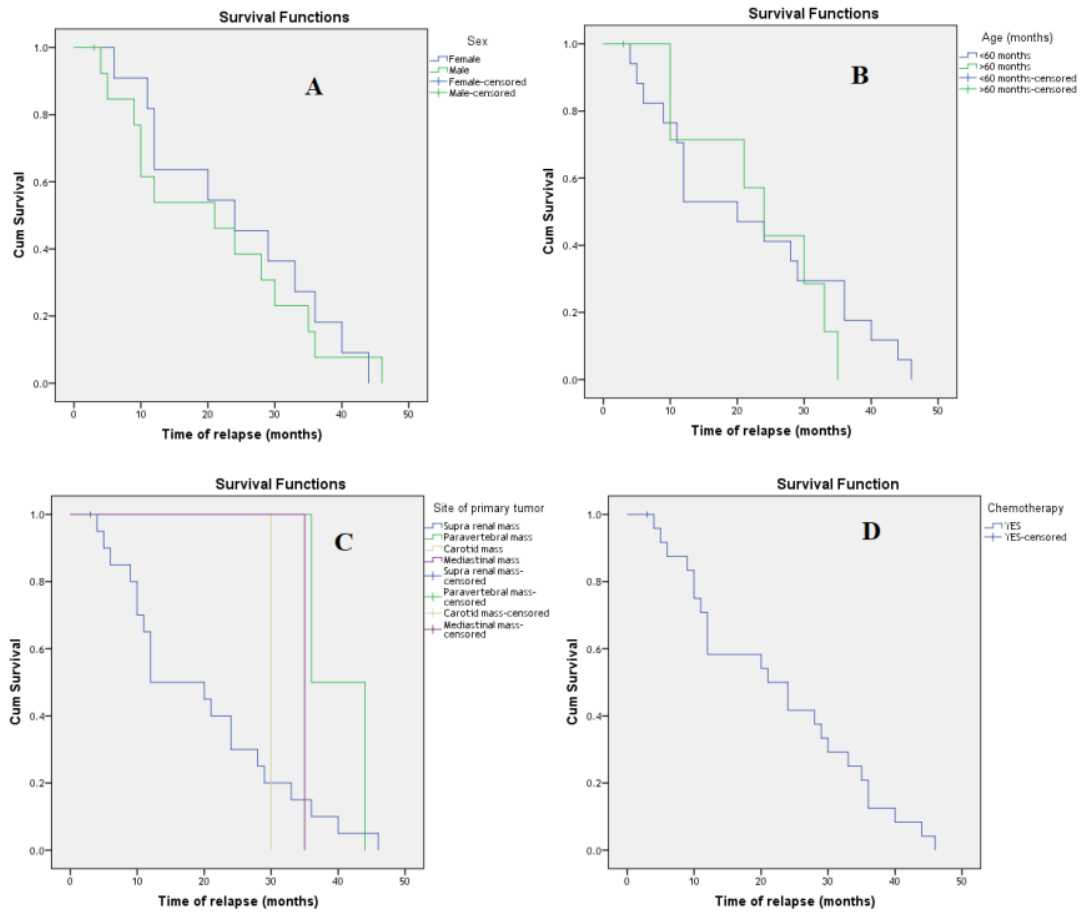 Survival Functions
A
Sex
Female
Male
Female-censored
Male-censored
Cum Survival
1.0
0.8
0.6
0.4
0.2
0.0
0 10 20 30 40 50
Time of relapse (months)
Survival Functions
B
Age (months)
<60 months
>60 months
<60 months-censored
>60 months-censored
Cum Survival
1.0
0.8
0.6
0.4
0.2
0.0
0 10 20 30 40 50
Time of relapse (months)
Survival Functions
C
Site of primary tumor
Supra renal mass
Paravertebral mass
Carotid mass
Mediastinal mass
Supra renal mass-
censored
Paravertebral mass-
censored
Carotid mass-censored
Mediastinal mass-
censored
Cum Survival
1.0
0.8
0.6
0.4
0.2
0.0
0 10 20 30 40 50
Time of relapse (months)
Survival Function
D
Chemotherapy
YES
YES-censored
Cum Survival
1.0
0.8
0.6
0.4
0.2
0.0
0 10 20 30 40 50
Time of relapse (months)